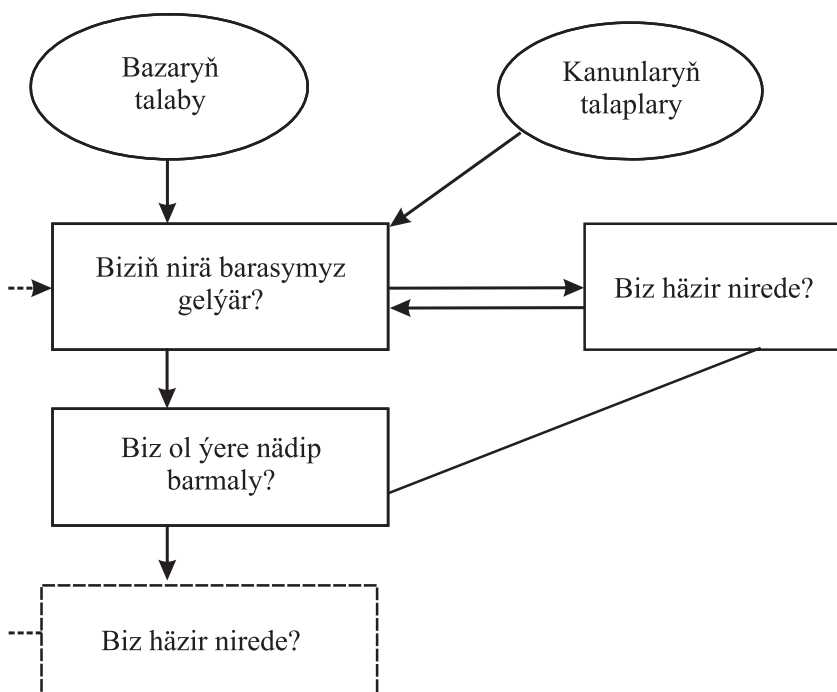 Bazaryň
talaby
Kanunlaryň
talaplary
Biziň nirä barasymyz
gelýär?
Biz häzir nirede?
Biz ol ýere nädip
barmaly?
Biz häzir nirede?